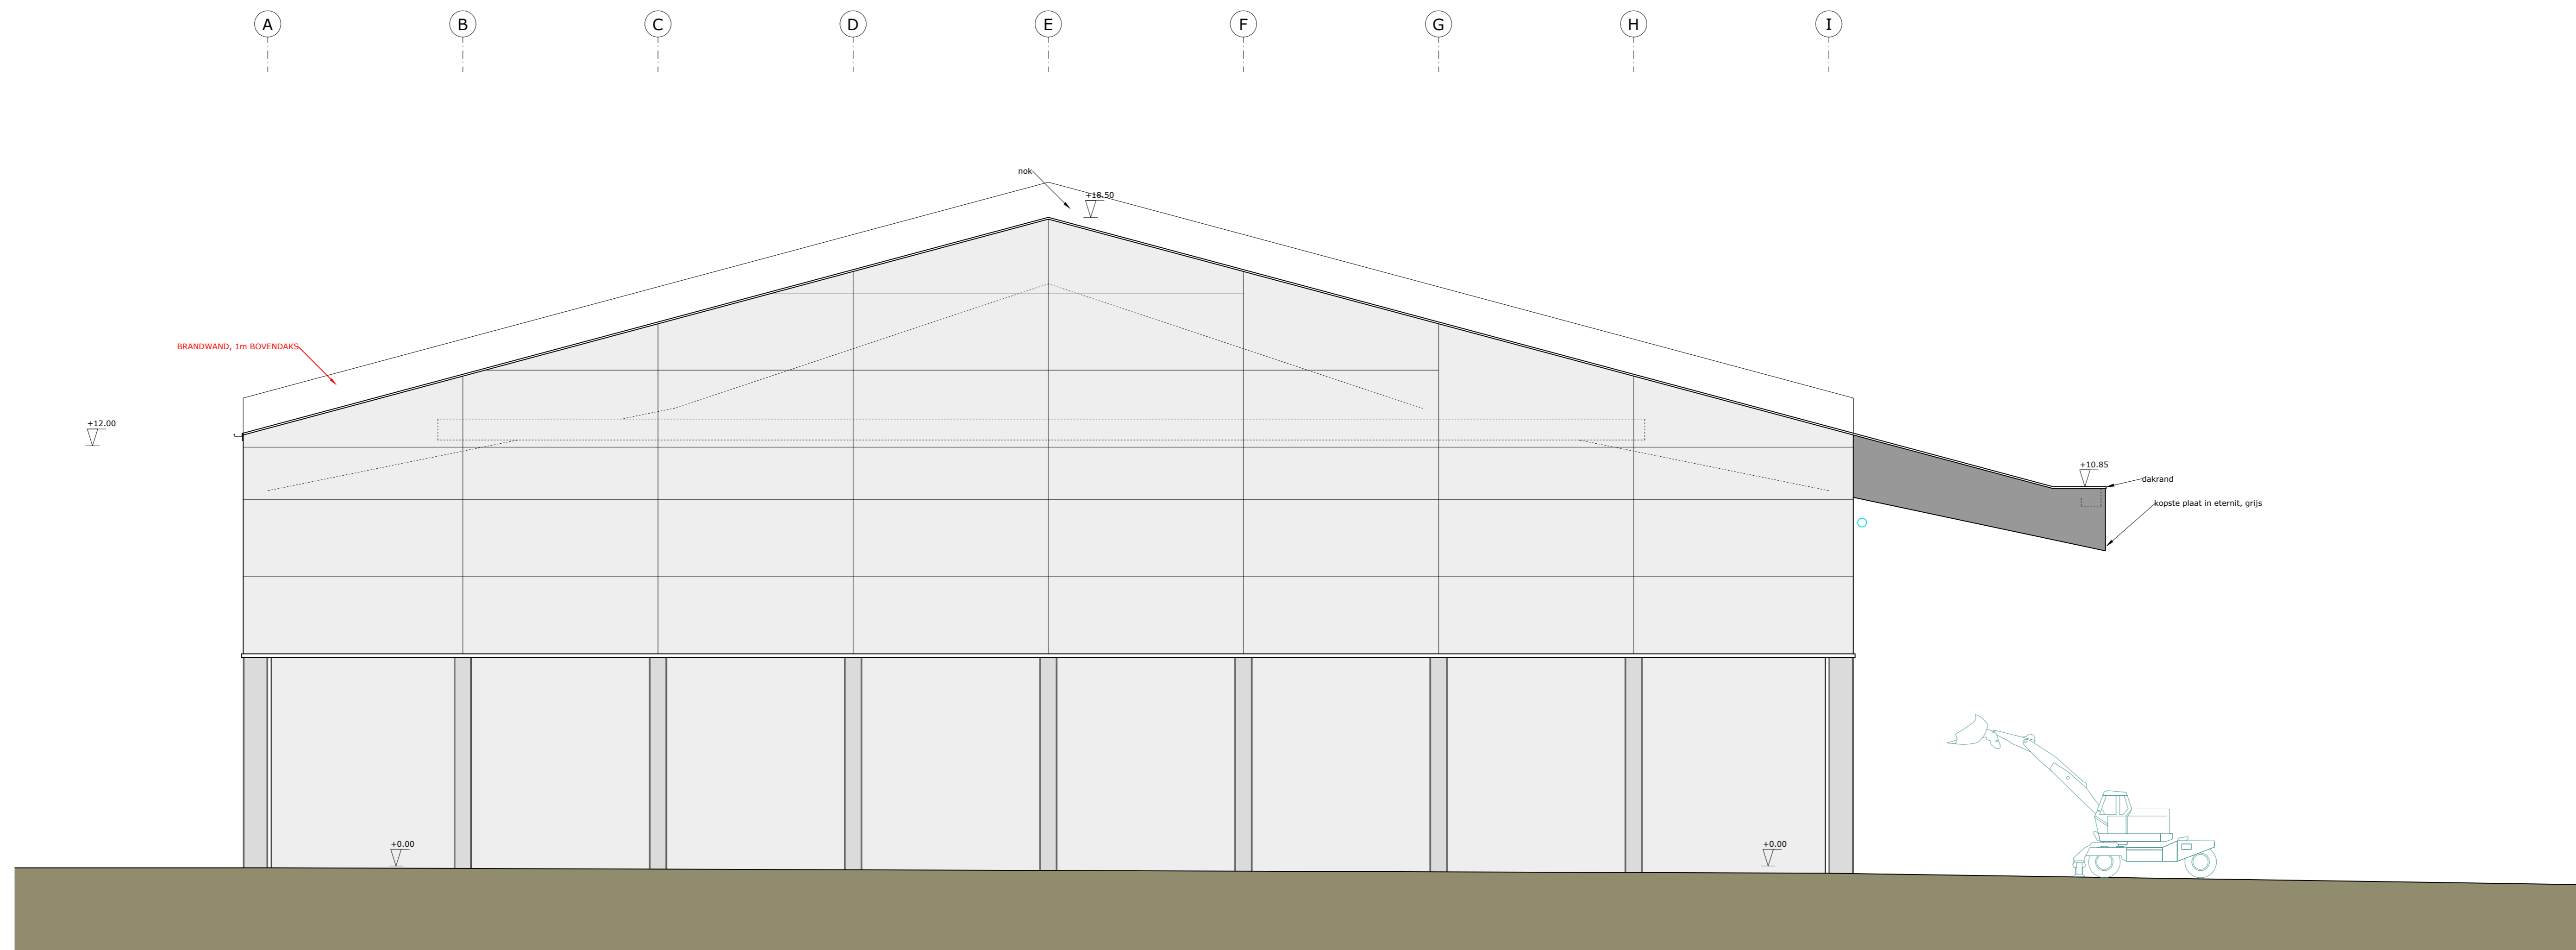 A B C D E F G H I
nok
+18.50
BRANDWAND, 1m BOVENDAKS
+12.00
+10.85
dakrand
kopste plaat in eternit, grijs
+0.00
+0.00